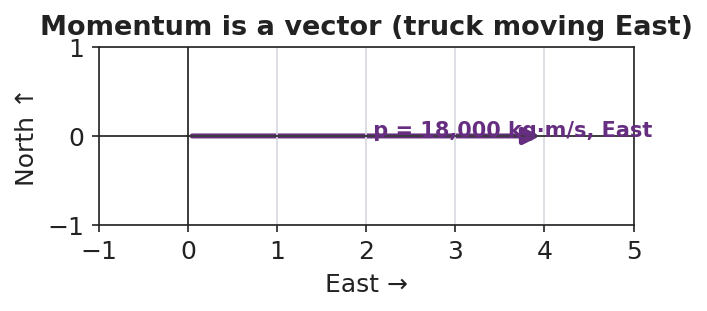 Momentum is a vector (truck moving East)
North ↑
1
0
−1
p = 18,000 kg·m/s, East
−1 0 1 2 3 4 5
East →